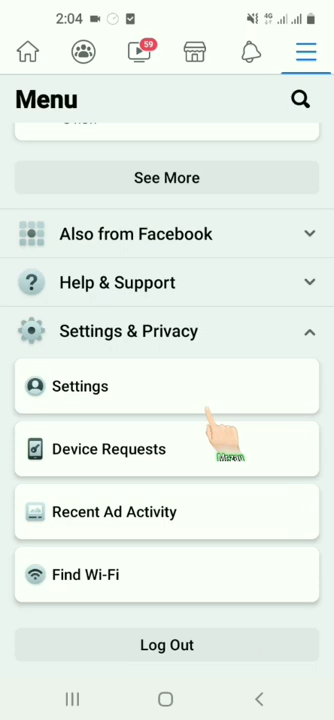 2:04
59
Menu
See More
Also from Facebook
Help & Support
Settings & Privacy
Settings
Device Requests
Recent Ad Activity
Find Wi-Fi
Log Out